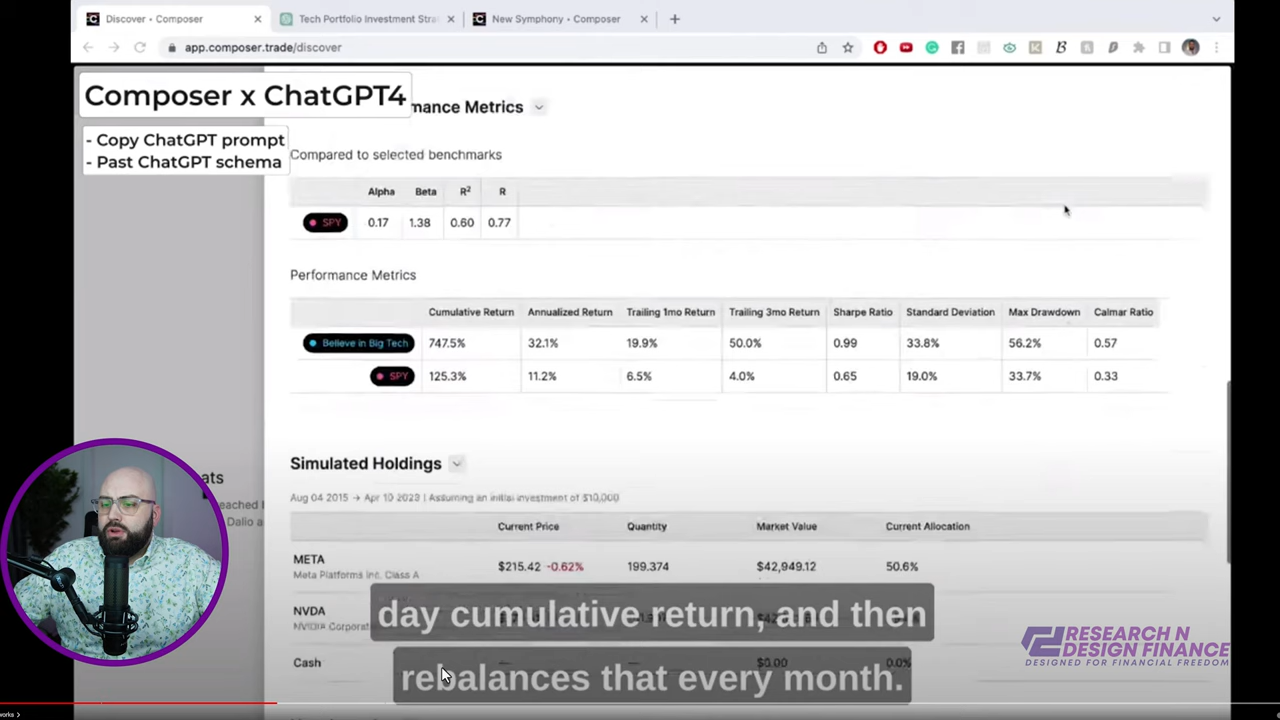 Discover • Composer
Tech Portfolio Investment Stra
New Symphony • Composer
app.composer.trade/discover
Composer x ChatGPT4
- Copy ChatGPT prompt
- Past ChatGPT schema
mance Metrics
Compared to selected benchmarks
Alpha Beta R² R
SPY 0.17 1.38 0.60 0.77
Performance Metrics
Cumulative Return Annualized Return Trailing 1mo Return Trailing 3mo Return Sharpe Ratio Standard Deviation Max Drawdown Calmar Ratio
Believe in Big Tech 747.5% 32.1% 19.9% 50.0% 0.99 33.8% 56.2% 0.57
SPY 125.3% 11.2% 6.5% 4.0% 0.65 19.0% 33.7% 0.33
ats
eached
Dalio a
Simulated Holdings
Aug 04 2015 → Apr 10 2023 | Assuming an initial investment of $10,000
Current Price Quantity Market Value Current Allocation
META $215.42 -0.62% 199.374 $42,949.12 50.6%
Meta Platforms Inc. Class A
NVDA
NVIDIA Corporat
Cash $0.00 0.0%
day cumulative return, and then
rebalances that every month.
RESEARCH N
DESIGN FINANCE
DESIGNED FOR FINANCIAL FREEDOM
works >